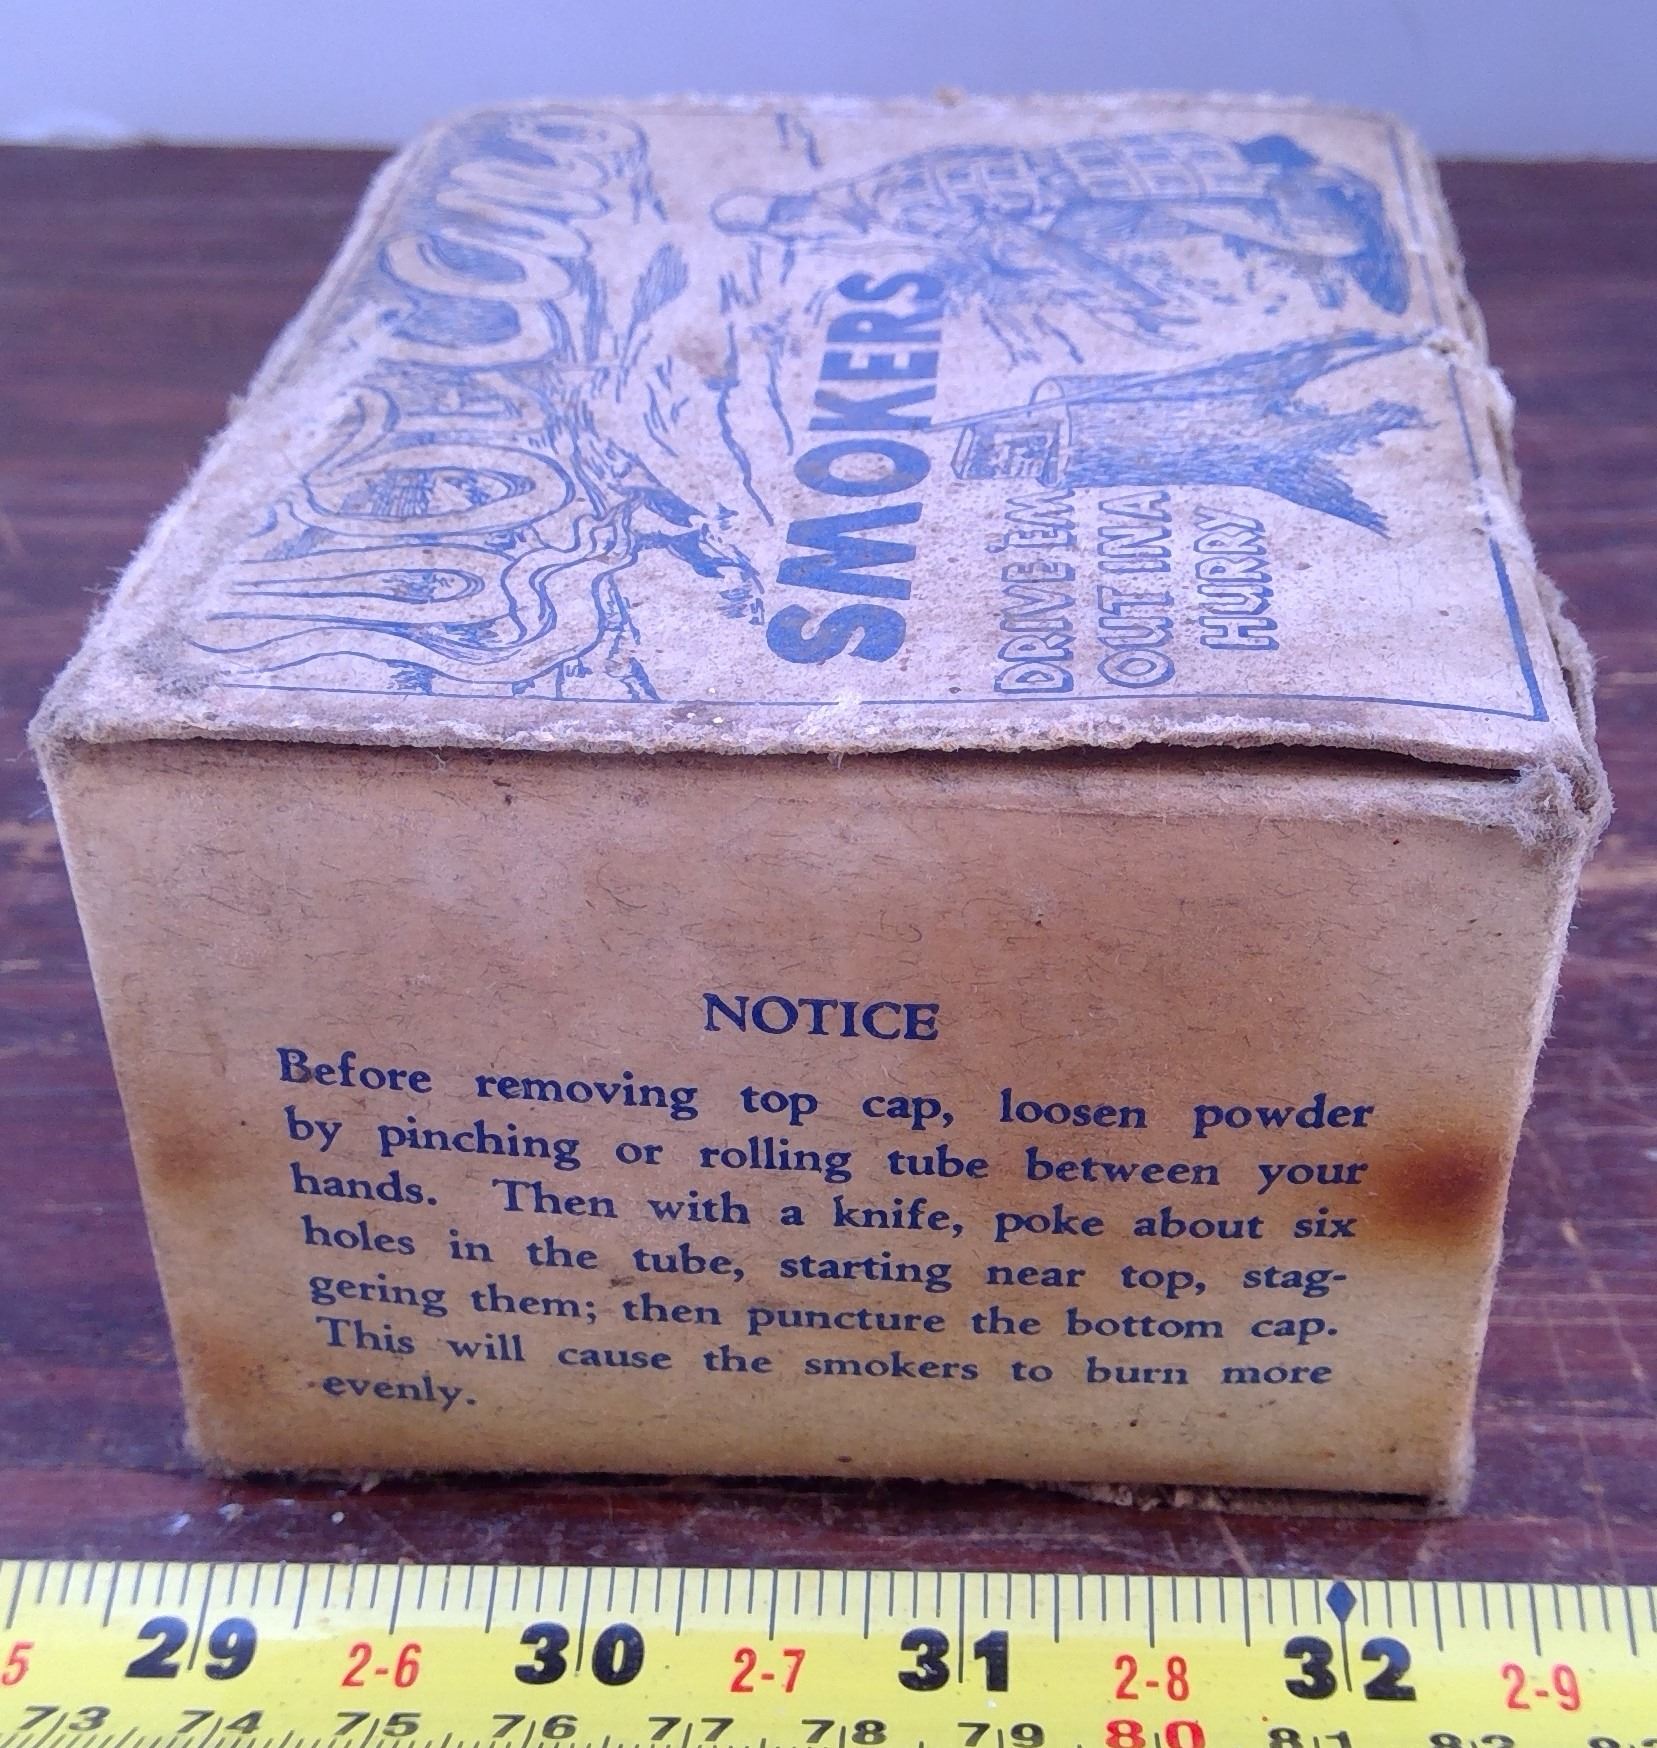 SMOKERS
DRIVE 'EM
OUT IN A
HURRY
NOTICE
Before removing top cap, loosen powder
by pinching or rolling tube between your
hands. Then with a knife, poke about six
holes in the tube, starting near top, stag-
gering them; then puncture the bottom cap.
This will cause the smokers to burn more
evenly.
5 29 2-6 30 2-7 31 2-8 32 2-9
73 74 75 76 77 78 79 80 81 82